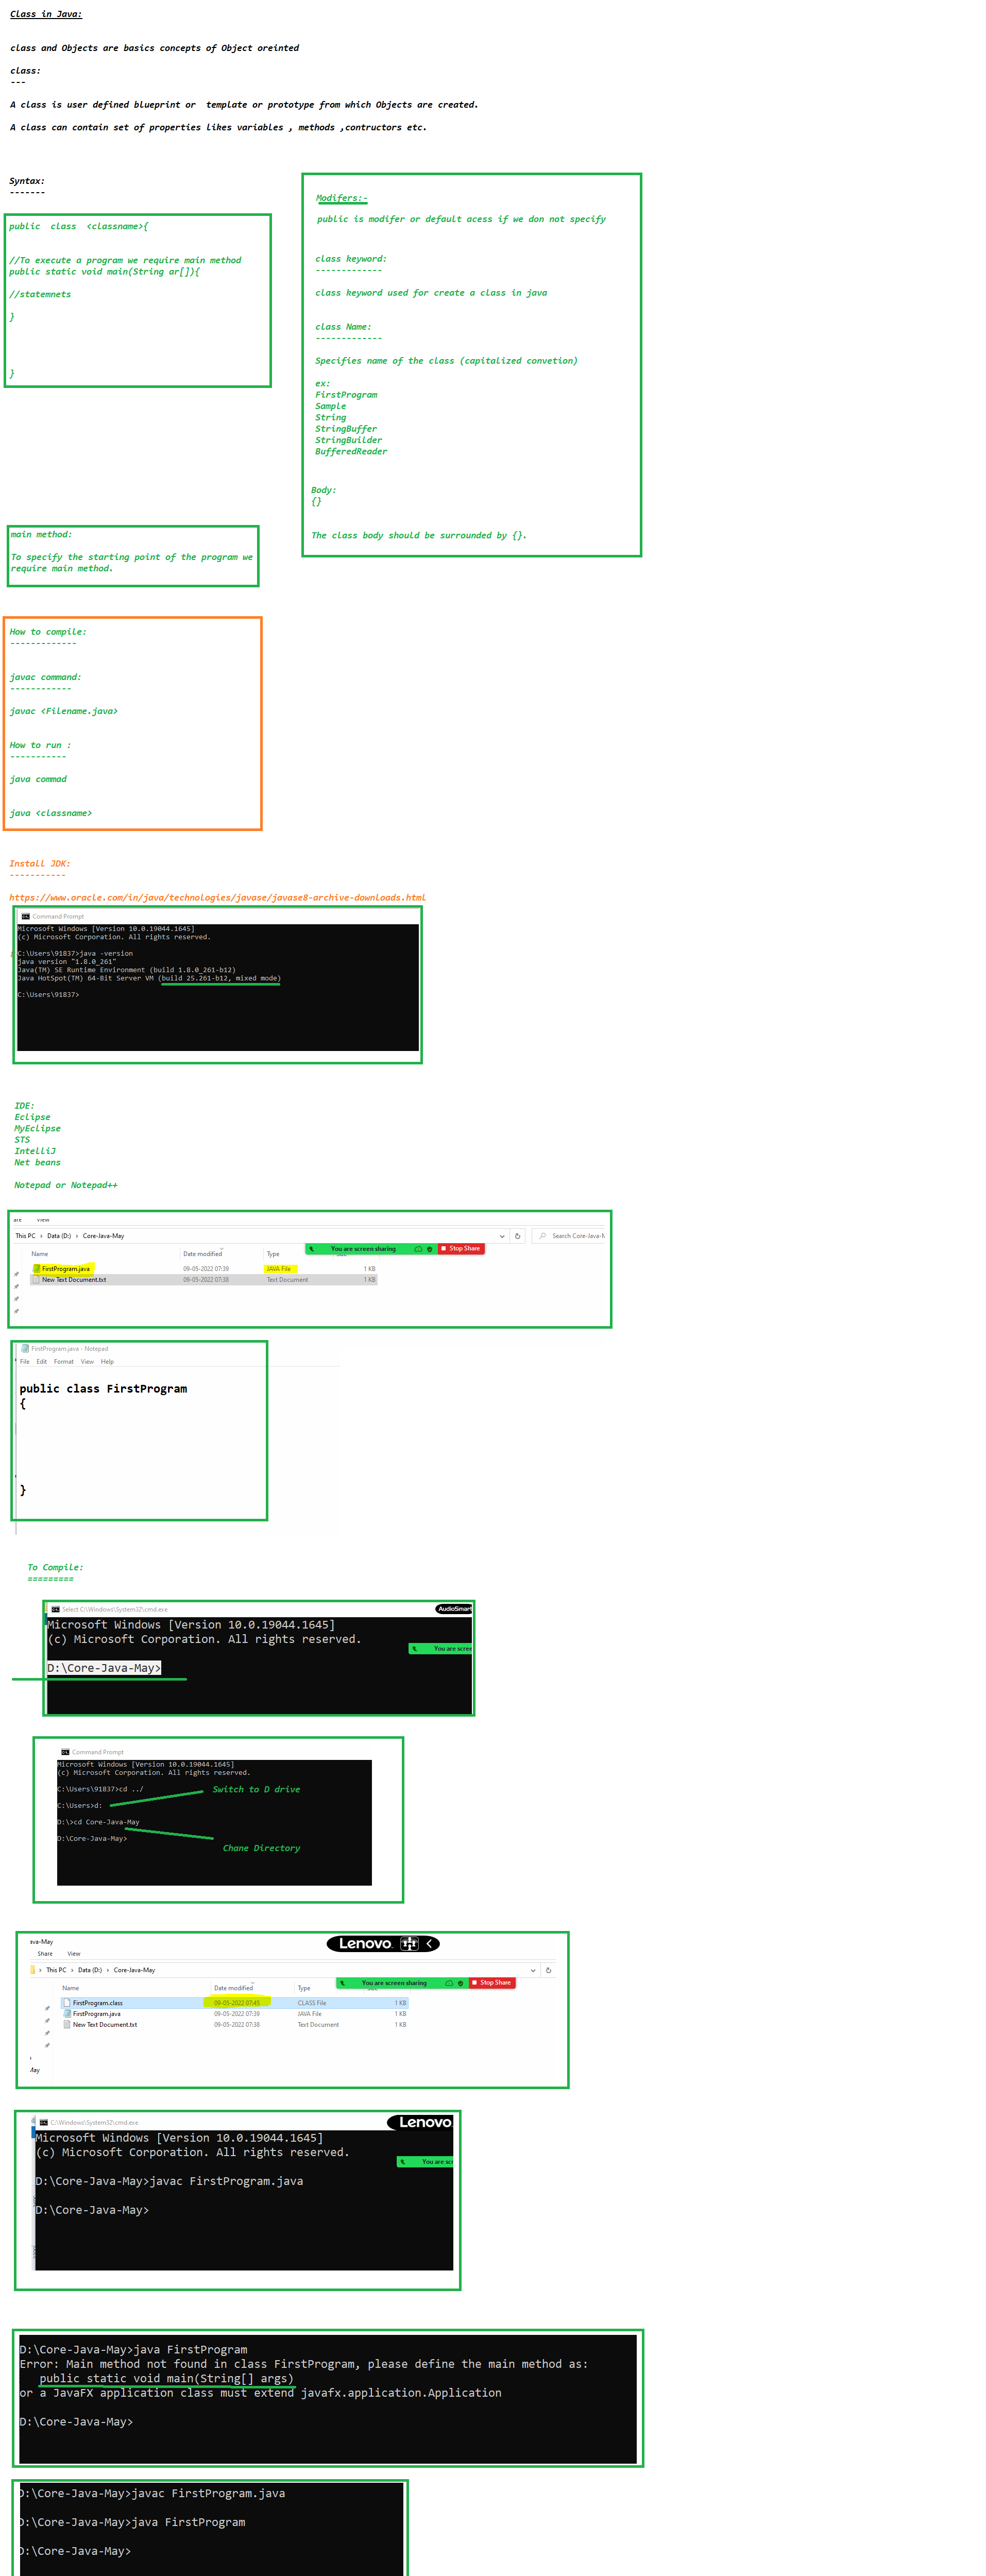 Class in Java:
class and Objects are basics concepts of Object oreinted
class:
---
A class is user defined blueprint or  template or prototype from which Objects are created.
A class can contain set of properties likes variables , methods ,contructors etc.
Syntax:
-------
public  class  <classname>{
//To execute a program we require main method
public static void main(String ar[]){
//statemnets
}
}
Modifers:-
public is modifer or default acess if we don not specify
class keyword:
-------------
class keyword used for create a class in java
class Name:
-------------
Specifies name of the class (capitalized convetion)
ex:
FirstProgram
Sample
String
StringBuffer
StringBuilder
BufferedReader
Body:
{}
The class body should be surrounded by {}.
main method:
To specify the starting point of the program we
require main method.
How to compile:
-------------
javac command:
------------
javac <Filename.java>
How to run :
-----------
java commad
java <classname>
Install JDK:
-----------
https://www.oracle.com/in/java/technologies/javase/javase8-archive-downloads.html
Command Prompt
Microsoft Windows [Version 10.0.19044.1645]
(c) Microsoft Corporation. All rights reserved.
C:\Users\91837>java -version
java version "1.8.0_261"
Java(TM) SE Runtime Environment (build 1.8.0_261-b12)
Java HotSpot(TM) 64-Bit Server VM (build 25.261-b12, mixed mode)
C:\Users\91837>
IDE:
Eclipse
MyEclipse
STS
IntelliJ
Net beans
Notepad or Notepad++
are View
This PC > Data (D:) > Core-Java-May Search Core-Java-M
You are screen sharing Stop Share
Name Date modified Type
FirstProgram.java 09-05-2022 07:39 JAVA File 1 KB
New Text Document.txt 09-05-2022 07:38 Text Document 1 KB
FirstProgram.java - Notepad
File Edit Format View Help
public class FirstProgram
{
}
To Compile:
=========
Select C:\Windows\System32\cmd.exe AudioSmart
Microsoft Windows [Version 10.0.19044.1645]
(c) Microsoft Corporation. All rights reserved.
You are scree
D:\Core-Java-May>
Command Prompt
Microsoft Windows [Version 10.0.19044.1645]
(c) Microsoft Corporation. All rights reserved.
C:\Users\91837>cd ../
Switch to D drive
C:\Users>d:
D:\>cd Core-Java-May
D:\Core-Java-May>
Chane Directory
ava-May
Lenovo
Share View
> This PC > Data (D:) > Core-Java-May
You are screen sharing Stop Share
Name Date modified Type
FirstProgram.class 09-05-2022 07:45 CLASS File 1 KB
FirstProgram.java 09-05-2022 07:39 JAVA File 1 KB
New Text Document.txt 09-05-2022 07:38 Text Document 1 KB
May
C:\Windows\System32\cmd.exe Lenovo
Microsoft Windows [Version 10.0.19044.1645]
(c) Microsoft Corporation. All rights reserved.
You are scr
D:\Core-Java-May>javac FirstProgram.java
D:\Core-Java-May>
D:\Core-Java-May>java FirstProgram
Error: Main method not found in class FirstProgram, please define the main method as:
public static void main(String[] args)
or a JavaFX application class must extend javafx.application.Application
D:\Core-Java-May>
D:\Core-Java-May>javac FirstProgram.java
D:\Core-Java-May>java FirstProgram
D:\Core-Java-May>